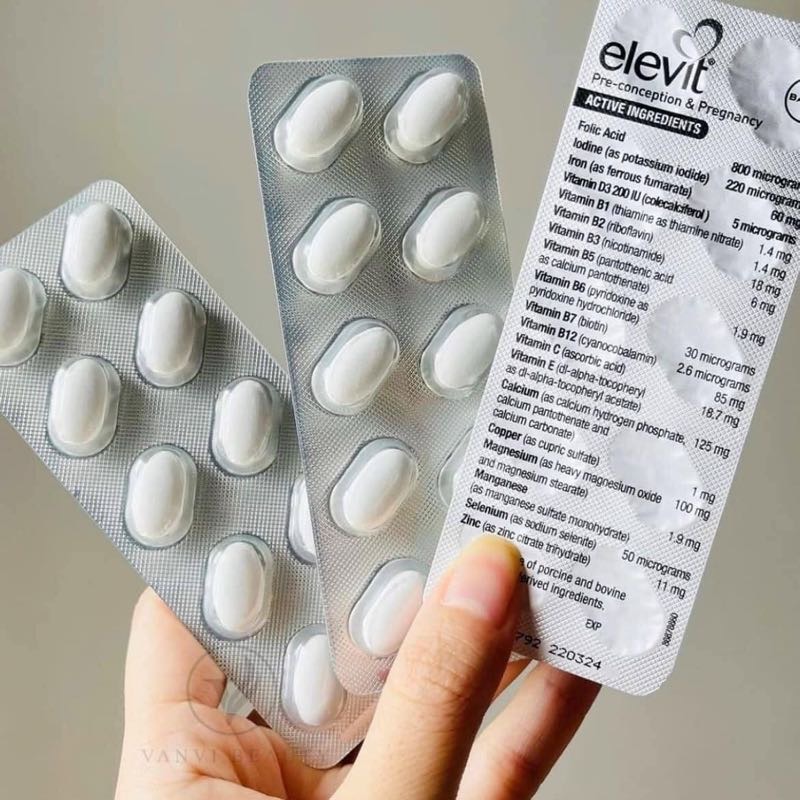 elevit
Pre-conception & Pregnancy
ACTIVE INGREDIENTS
Folic Acid 800
Iodine (as potassium iodide) 220
Iron (as ferrous fumarate) 60
Vitamin D3 200 IU (colecalciferol) 5 micrograms
Vitamin B1 (thiamine as thiamine nitrate) 1.4 mg
Vitamin B2 (riboflavin) 1.4 mg
Vitamin B3 (nicotinamide) 18 mg
Vitamin B5 (pantothenic acid 6 mg
as calcium pantothenate)
Vitamin B6 (pyridoxine as 1.9 mg
pyridoxine hydrochloride)
Vitamin B7 (biotin) 30 micrograms
Vitamin B12 (cyanocobalamin) 2.6 micrograms
Vitamin C (ascorbic acid) 85 mg
Vitamin E (dl-alpha-tocopheryl 18.7 mg
as dl-alpha-tocopheryl acetate)
Calcium (as calcium hydrogen phosphate, 125 mg
calcium pantothenate and
calcium carbonate)
Copper (as cupric sulfate) 1 mg
Magnesium (as heavy magnesium oxide 100 mg
and magnesium stearate)
Manganese 1.9 mg
(as manganese sulfate monohydrate)
Selenium (as sodium selenite) 50 micrograms
Zinc (as zinc citrate trihydrate) 11 mg
of porcine and bovine
derived ingredients.
EXP
792 220324
VANVI